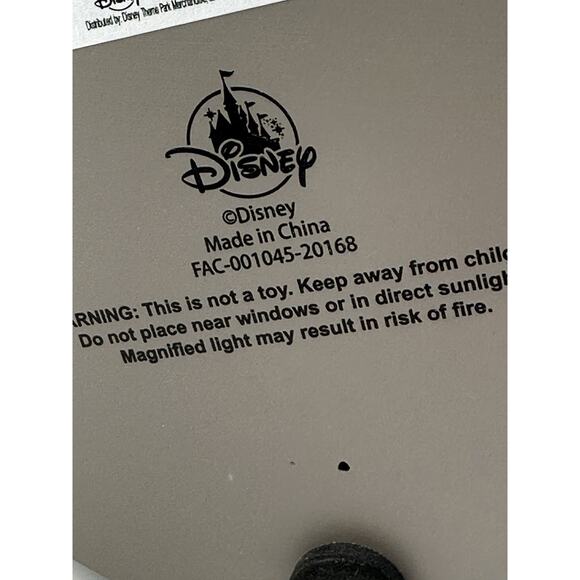 Distributed by: Disney Theme Park Merchandise,
Disney
©Disney
Made in China
FAC-001045-20168
ARNING: This is not a toy. Keep away from child
Do not place near windows or in direct sunligh
Magnified light may result in risk of fire.